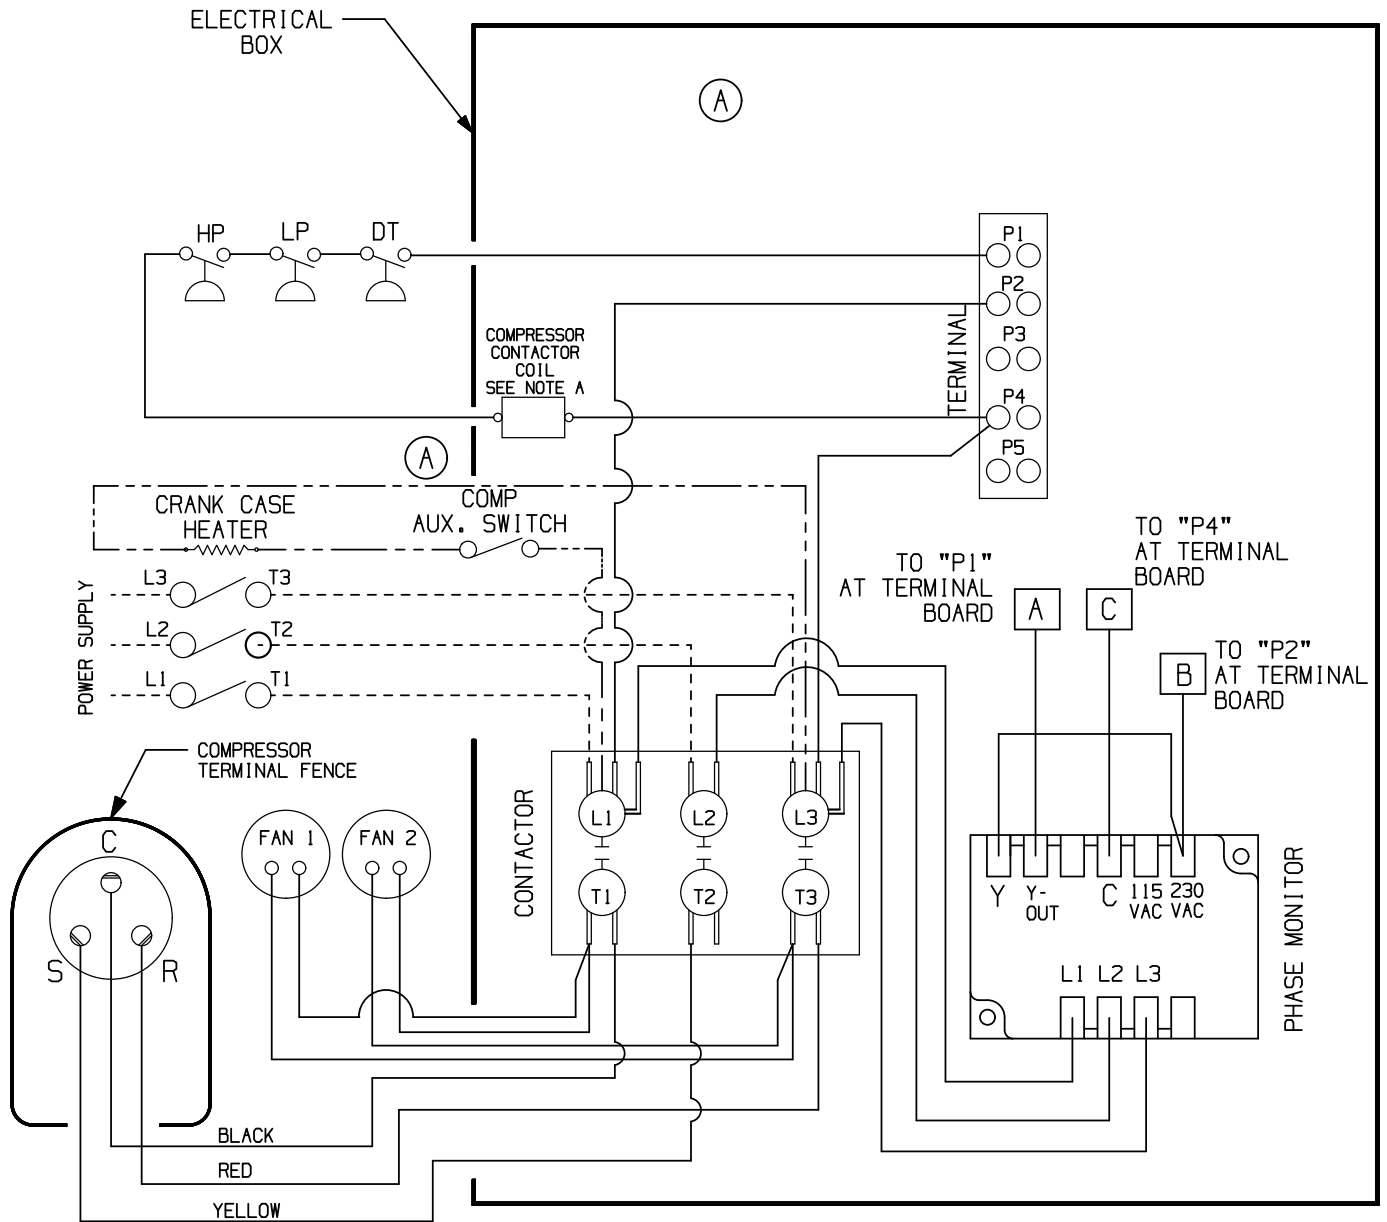 ELECTRICAL
BOX
A
HP
LP
DT
P1
P2
P3
P4
P5
TERMINAL
COMPRESSOR
CONTACTOR
COIL
SEE NOTE A
A
CRANK CASE
HEATER
COMP
AUX. SWITCH
POWER SUPPLY
L3
T3
L2
T2
L1
T1
TO "P1"
AT TERMINAL
BOARD
A
TO "P4"
AT TERMINAL
BOARD
C
TO "P2"
AT TERMINAL
BOARD
B
COMPRESSOR
TERMINAL FENCE
C
S
R
FAN 1
FAN 2
CONTACTOR
L1
L2
L3
T1
T2
T3
Y
Y-
OUT
C
115
VAC
230
VAC
L1 L2 L3
PHASE MONITOR
BLACK
RED
YELLOW